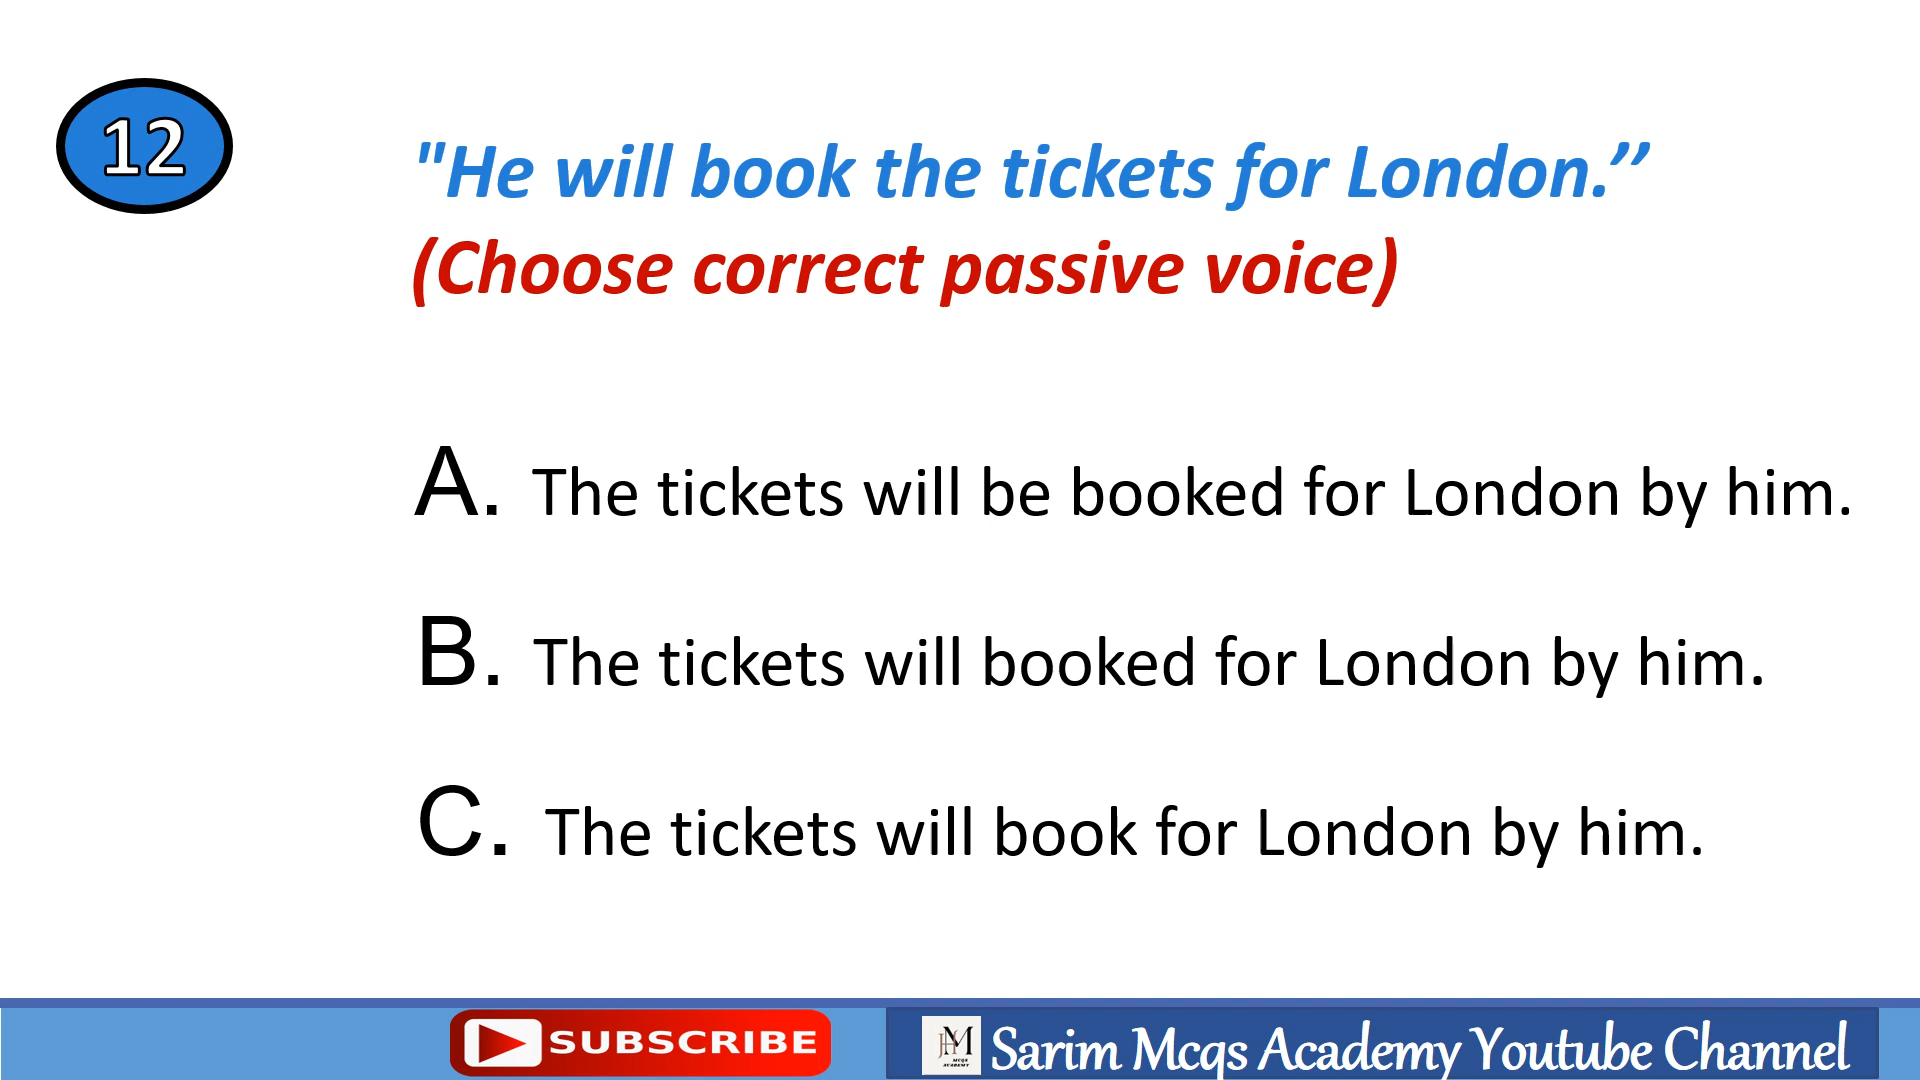 12
"He will book the tickets for London.’’
(Choose correct passive voice)
A. The tickets will be booked for London by him.
B. The tickets will booked for London by him.
C. The tickets will book for London by him.
SUBSCRIBE
MCQS
ACADEMY
Sarim Mcqs Academy Youtube Channel